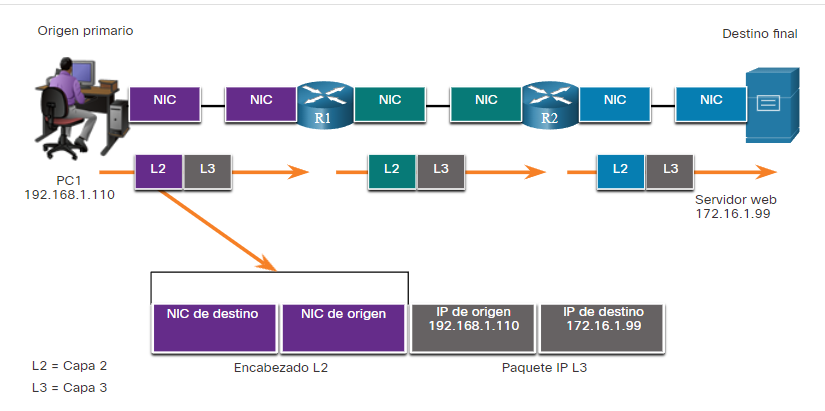 Origen primario
Destino final
NIC
NIC
R1
NIC
NIC
R2
NIC
NIC
L2
L3
L2
L3
L2
L3
PC1
192.168.1.110
Servidor web
172.16.1.99
NIC de destino
NIC de origen
IP de origen
192.168.1.110
IP de destino
172.16.1.99
Encabezado L2
Paquete IP L3
L2 = Capa 2
L3 = Capa 3